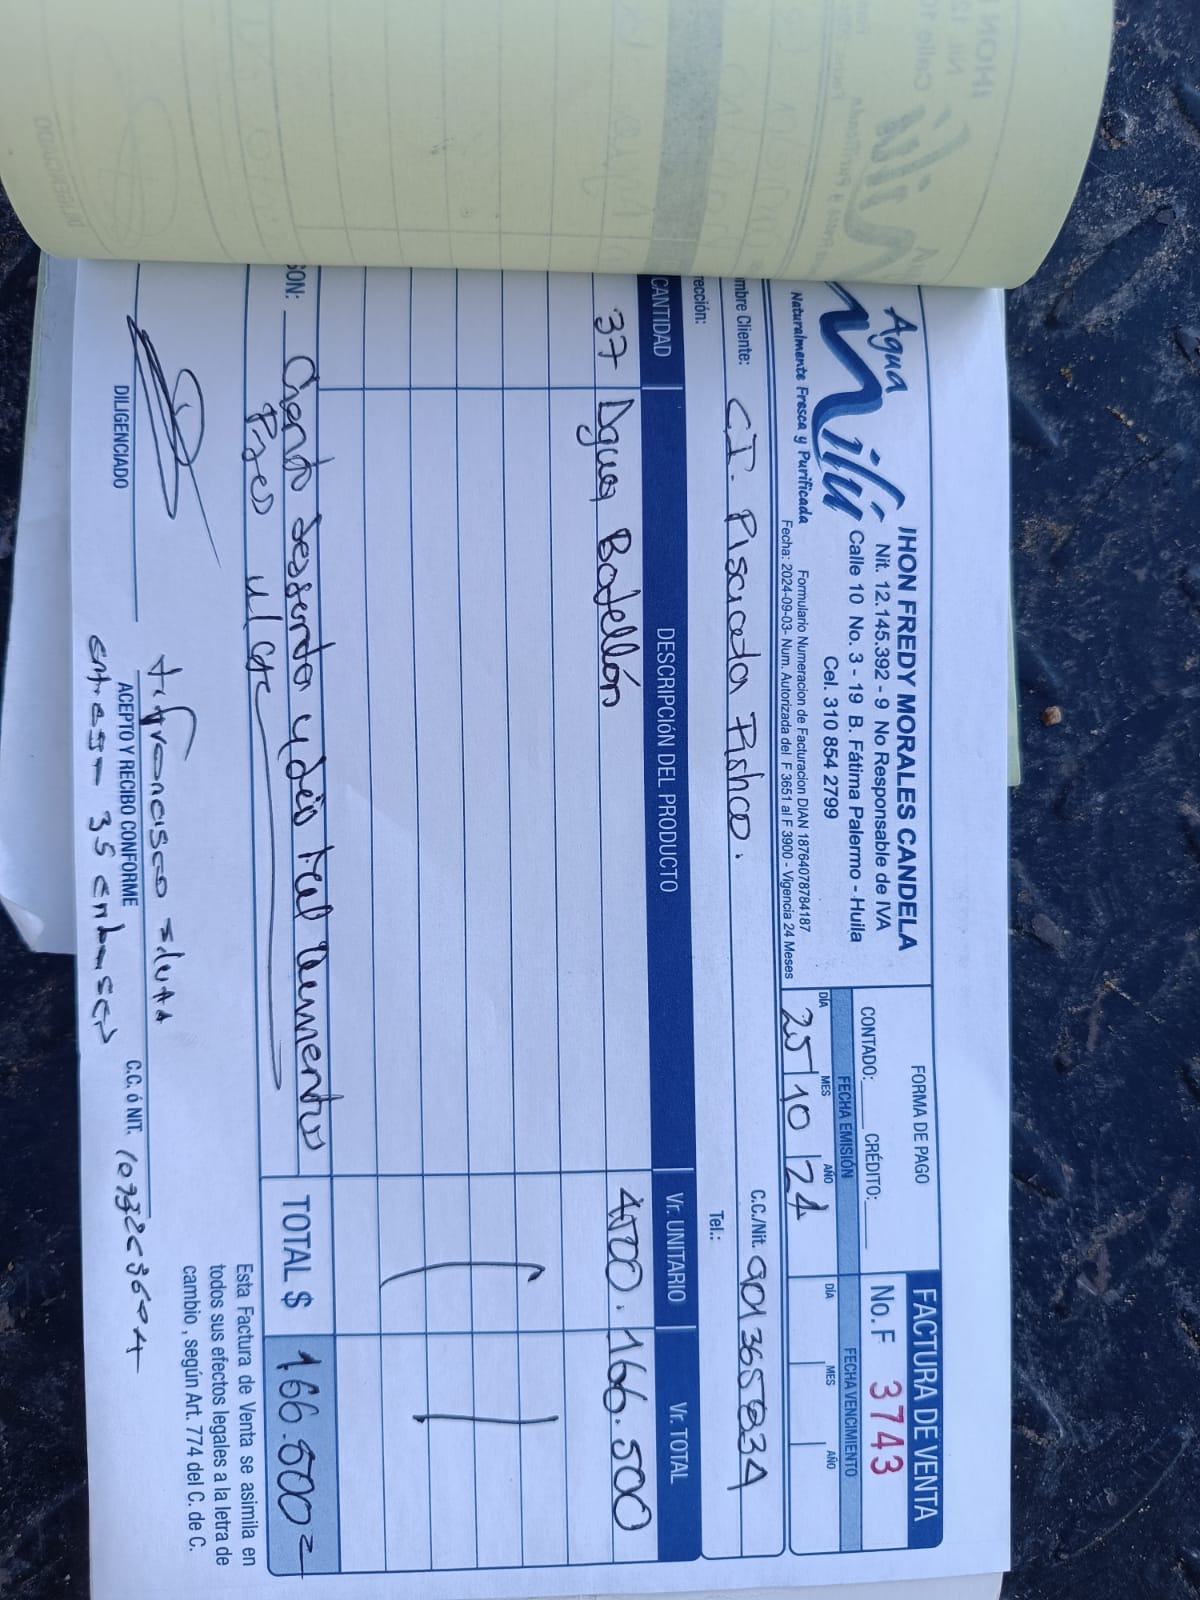 Agua
Nilú
Naturalmente Fresca y Purificada
JHON FREDY MORALES CANDELA
Nit. 12.145.392 - 9 No Responsable de IVA
Calle 10 No. 3 - 19 B. Fátima Palermo - Huila
Cel. 310 854 2799
Formulario Numeracion de Facturacion DIAN 18764078784187
Fecha: 2024-09-03- Num. Autorizada del F 3651 al F 3900 - Vigencia 24 Meses
FORMA DE PAGO
CONTADO: CRÉDITO:
FECHA EMISIÓN
DÍA MES AÑO
25 10 24
FACTURA DE VENTA
No. F 3743
FECHA VENCIMIENTO
DÍA MES AÑO
mbre Cliente: C.I. Piscicola Pishco. C.C./Nit. 901365834
ección: Tel.:
CANTIDAD DESCRIPCIÓN DEL PRODUCTO Vr. UNITARIO Vr. TOTAL
37 Agua Botellón 4500. 166.500
SON: Ciento sesenta y seis mil quinientos
Pesos m/cte
TOTAL $ 166.500=
DILIGENCIADO
francisco silva
ACEPTO Y RECIBO CONFORME
C.C. ó NIT.
entrega 35 enbases
Esta Factura de Venta se asimila en
todos sus efectos legales a la letra de
cambio , según Art. 774 del C. de C.